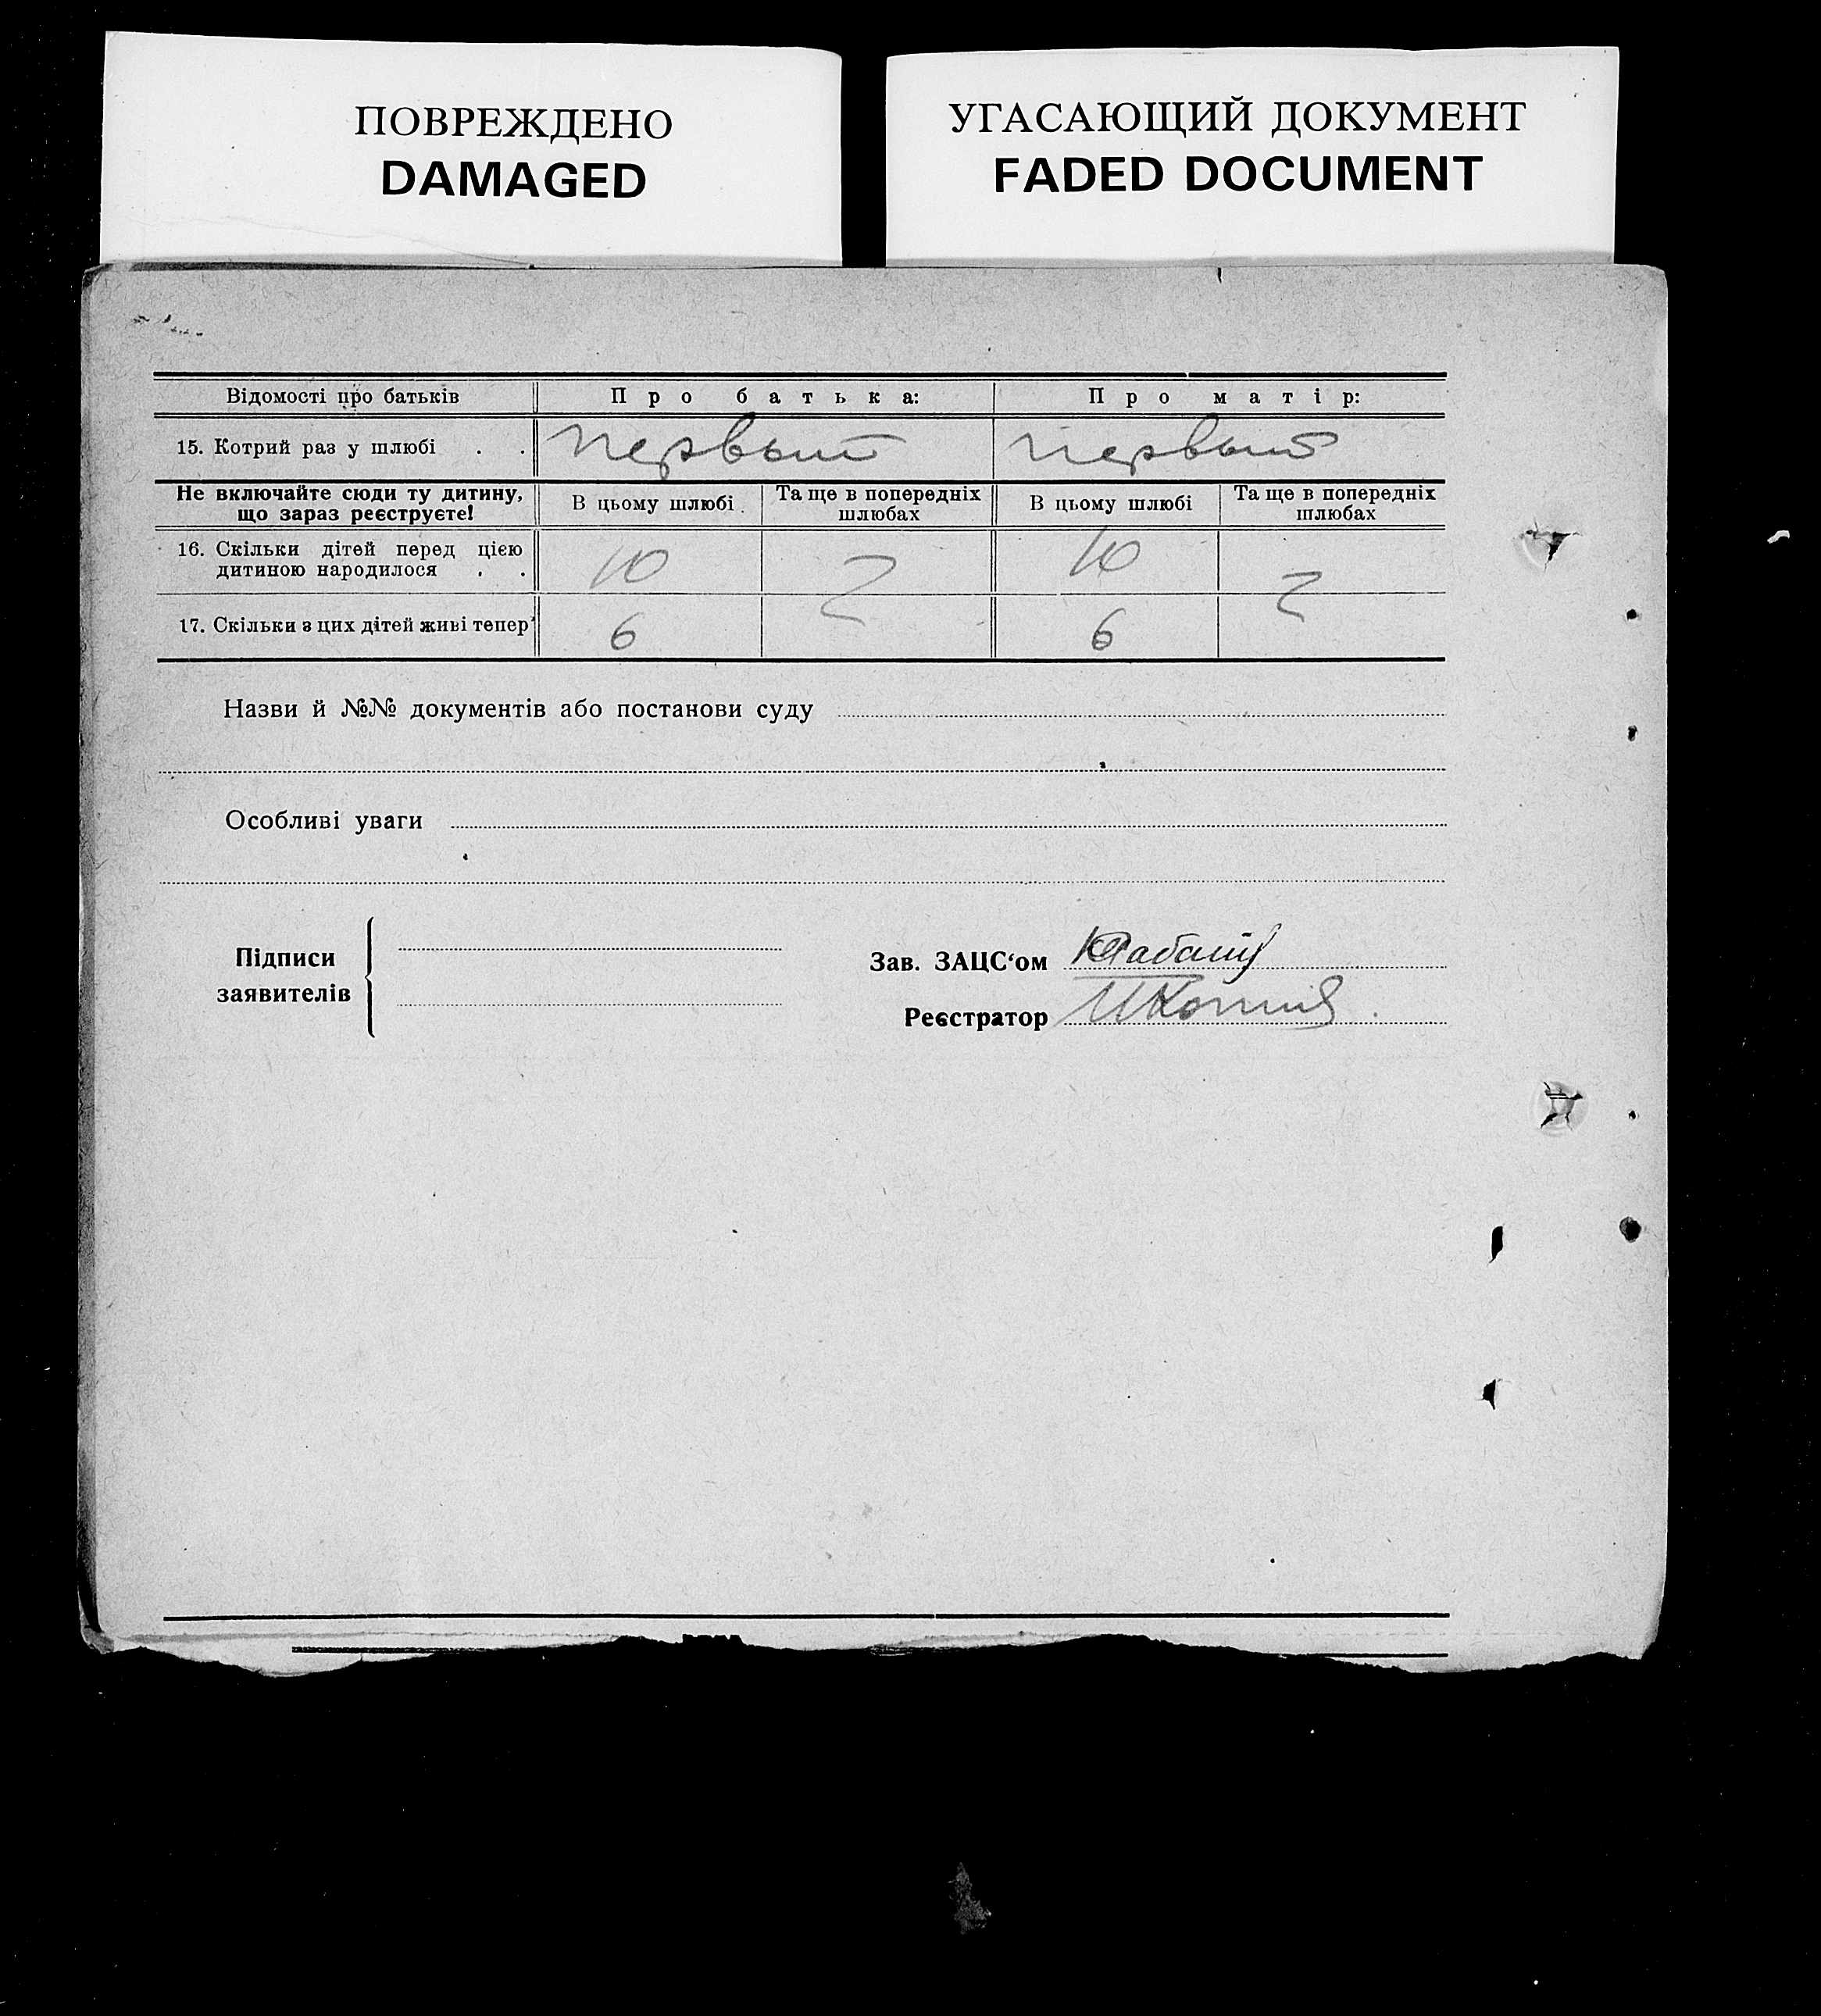 ПОВРЕЖДЕНО
DAMAGED
УГАСАЮЩИЙ ДОКУМЕНТ
FADED DOCUMENT
Відомості про батьків Про батька: Про матір:
15. Котрий раз у шлюбі . . первый первый
Не включайте сюди ту дитину, що зараз реєструєте! В цьому шлюбі Та ще в попередніх шлюбах В цьому шлюбі Та ще в попередніх шлюбах
16. Скільки дітей перед цією дитиною народилося . . 10 10
17. Скільки з цих дітей живі тепер 6 6
Назви й №№ документів або постанови суду
Особливі уваги
Підписи заявителів
Зав. ЗАЦС‘ом
Реєстратор